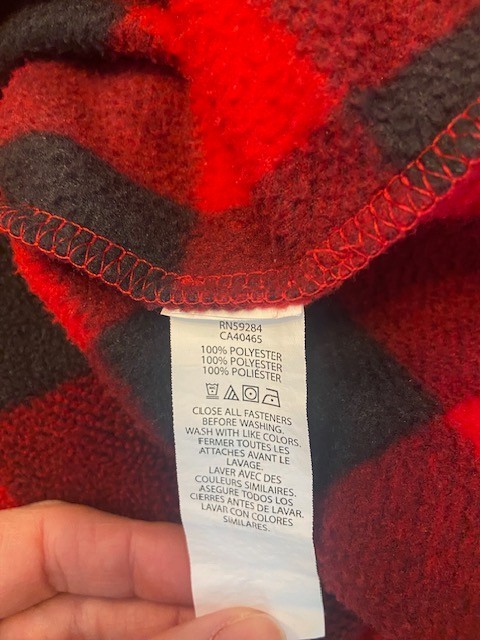 RN59284
CA40465
100% POLYESTER
100% POLYESTER
100% POLIÉSTER
CLOSE ALL FASTENERS
BEFORE WASHING.
WASH WITH LIKE COLORS.
FERMER TOUTES LES
ATTACHES AVANT LE
LAVAGE.
LAVER AVEC DES
COULEURS SIMILAIRES.
ASEGURE TODOS LOS
CIERRES ANTES DE LAVAR.
LAVAR CON COLORES
SIMILARES.